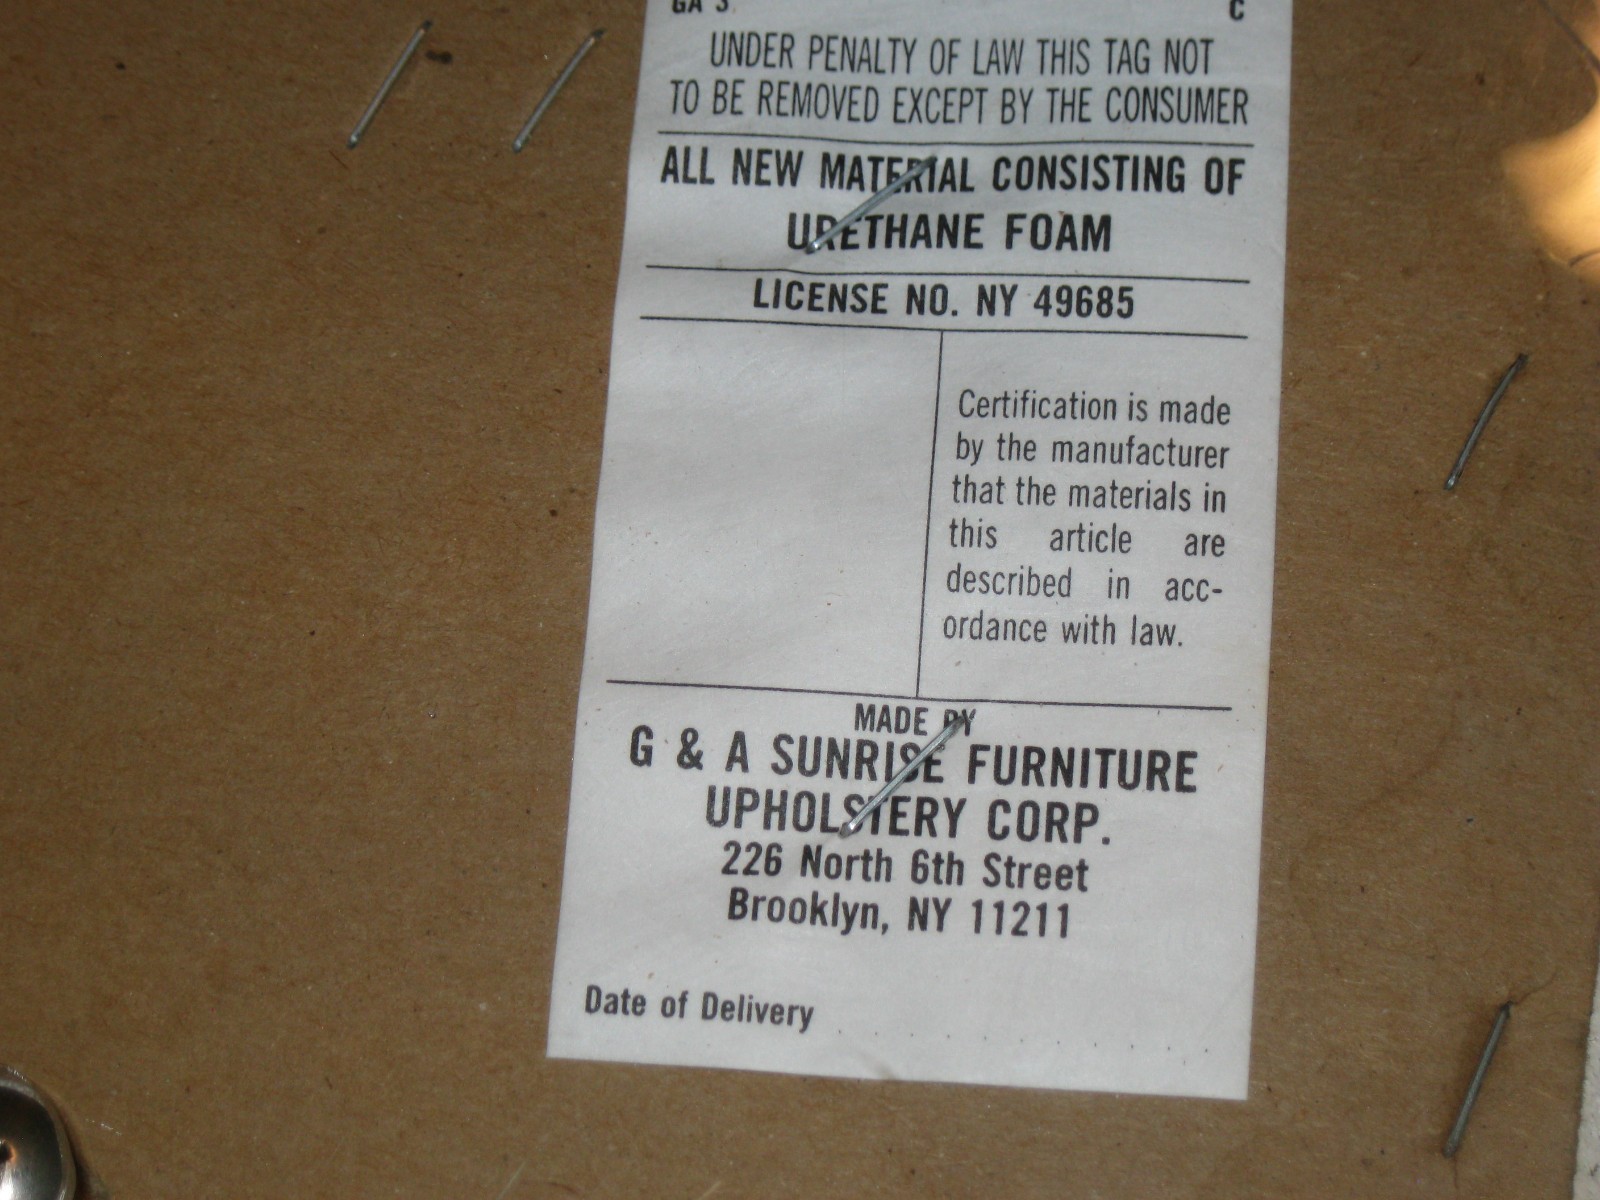 GA 3 C
UNDER PENALTY OF LAW THIS TAG NOT
TO BE REMOVED EXCEPT BY THE CONSUMER
ALL NEW MATERIAL CONSISTING OF
URETHANE FOAM
LICENSE NO. NY 49685
Certification is made
by the manufacturer
that the materials in
this article are
described in acc-
ordance with law.
MADE BY
G & A SUNRISE FURNITURE
UPHOLSTERY CORP.
226 North 6th Street
Brooklyn, NY 11211
Date of Delivery